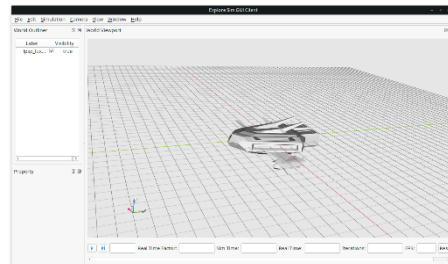 Explore Sim GUI Client
File Edit Simulation Camera View Window Help
World Outliner
World Viewport
Label Visibility
true
Property
Real Time Factor: Sim Time: Real Time: Iterations: FPS: